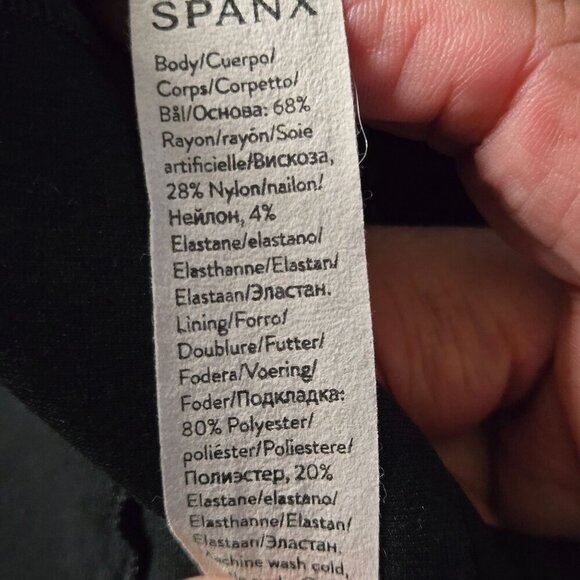 SPANX
Body/Cuerpo/
Corps/Corpetto/
Bål/Основа: 68%
Rayon/rayón/Soie
artificielle/Вискоза,
28% Nylon/nailon/
Нейлон, 4%
Elastane/elastano/
Elasthanne/Elastan/
Elastaan/Эластан.
Lining/Forro/
Doublure/Futter/
Fodera/Voering/
Foder/Подкладка:
80% Polyester/
poliéster/Poliestere/
Полиэстер, 20%
Elastane/elastano/
Elasthanne/Elastan/
Elastaan/Эластан.
Machine wash cold,